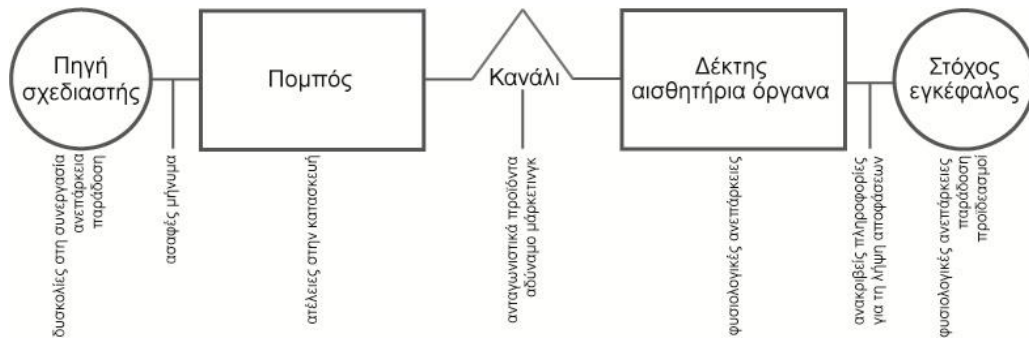 Πηγή
σχεδιαστής
Πομπός
Κανάλι
Δέκτης
αισθητήρια όργανα
Στόχος
εγκέφαλος
δυσκολίες στη συνεργασία
ανεπάρκεια
παράδοση
ασαφές μήνυμα
ατέλειες στην κατασκευή
ανταγωνιστικά προϊόντα
αδύναμο μάρκετινγκ
φυσιολογικές ανεπάρκειες
ανακριβείς πληροφορίες
για τη λήψη αποφάσεων
φυσιολογικές ανεπάρκειες
παράδοση
προϊδεασμοί